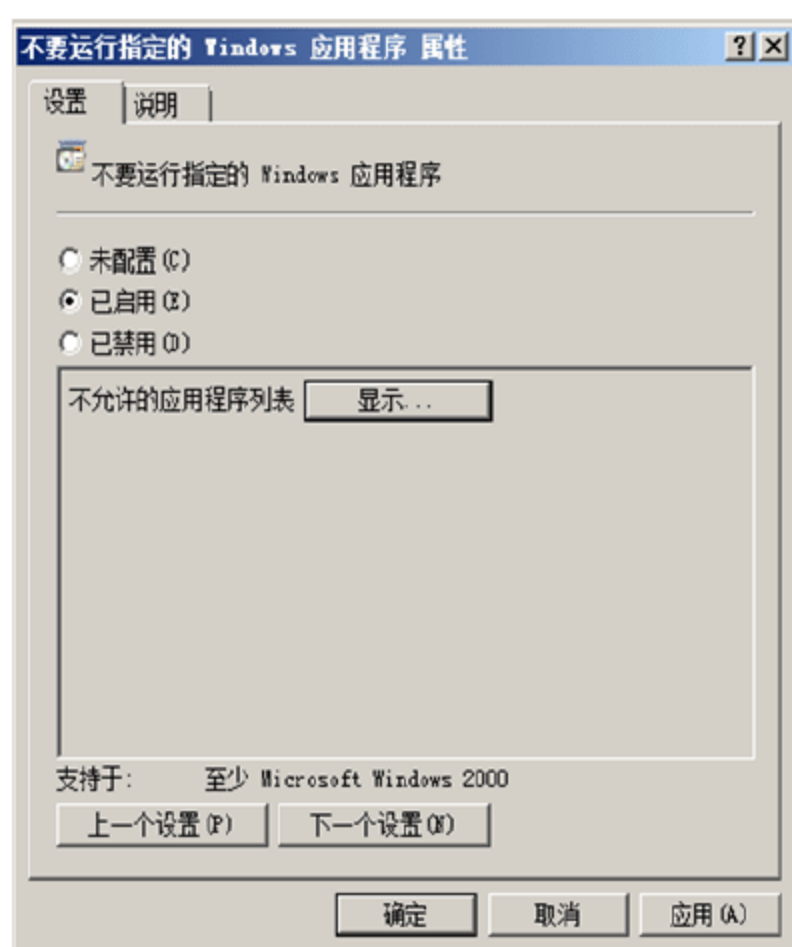 不要运行指定的 Windows 应用程序 属性
? ×
设置 说明
不要运行指定的 Windows 应用程序
未配置(C)
已启用(E)
已禁用(D)
不允许的应用程序列表 显示...
支持于: 至少 Microsoft Windows 2000
上一个设置(P) 下一个设置(N)
确定 取消 应用(A)